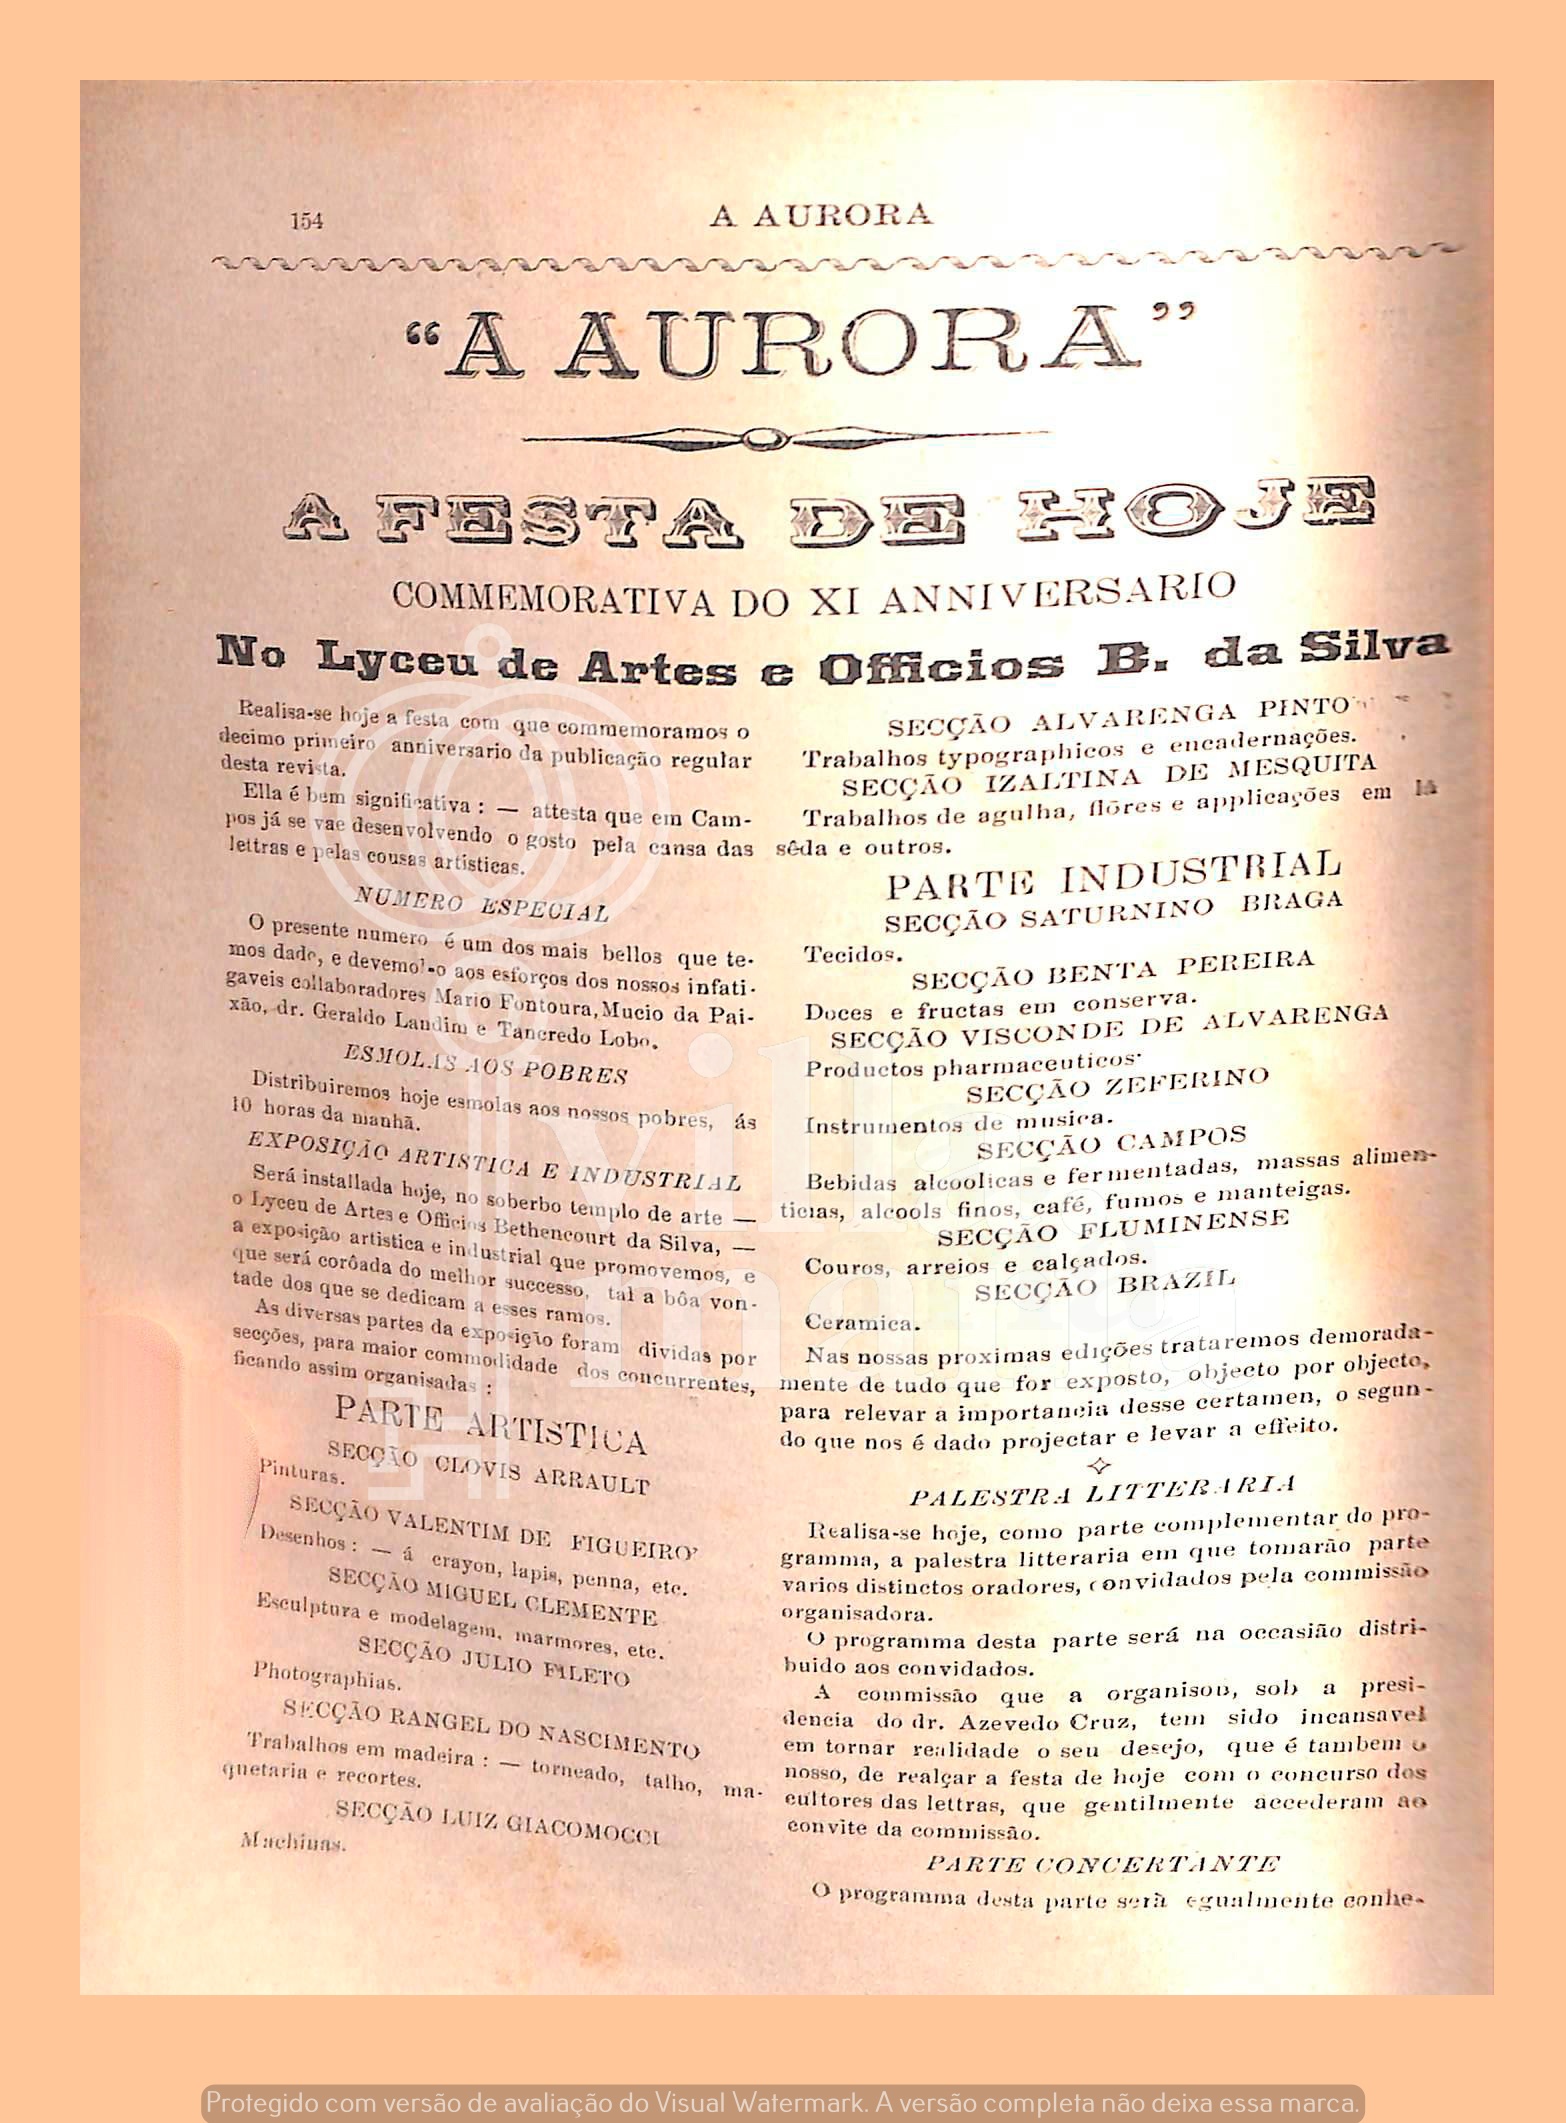 154
A AURORA
“A AURORA”
A FESTA DE HOJE
COMMEMORATIVA DO XI ANNIVERSARIO
No Lyceu de Artes e Officios B. da Silva
Realisa-se hoje a festa com que commemoramos o
decimo primeiro anniversario da publicação regular
desta revista.
Ella é bem significativa : — attesta que em Cam-
pos já se vae desenvolvendo o gosto pela causa das
lettras e pelas cousas artisticas.
NUMERO ESPECIAL
O presente numero é um dos mais bellos que te-
mos dado, e devemol-o aos esforços dos nossos infati-
gaveis collaboradores Mario Fontoura, Mucio da Pai-
xão, dr. Geraldo Landim e Tancredo Lobo.
ESMOLAS AOS POBRES
Distribuiremos hoje esmolas aos nossos pobres, ás
10 horas da manhã.
EXPOSIÇÃO ARTISTICA E INDUSTRIAL
Será installada hoje, no soberbo templo de arte —
o Lyceu de Artes e Officios Bethencourt da Silva, —
a exposição artistica e industrial que promovemos, e
que será corôada do melhor successo, tal a bôa von-
tade dos que se dedicam a esses ramos.
As diversas partes da exposição foram dividas por
secções, para maior commodidade dos concurrentes,
ficando assim organisadas :
PARTE ARTISTICA
SECÇÃO CLOVIS ARRAULT
Pinturas.
SECÇÃO VALENTIM DE FIGUEIRO'
Desenhos : — á crayon, lapis, penna, etc.
SECÇÃO MIGUEL CLEMENTE
Esculptura e modelagem, marmores, etc.
SECÇÃO JULIO FILETO
Photographias.
SECÇÃO RANGEL DO NASCIMENTO
Trabalhos em madeira : — torneado, talho, ma-
quetaria e recortes.
SECÇÃO LUIZ GIACOMOCCI
Machinas.
SECÇÃO ALVARENGA PINTO
Trabalhos typographicos e encadernações.
SECÇÃO IZALTINA DE MESQUITA
Trabalhos de agulha, flôres e applicações em lã
sêda e outros.
PARTE INDUSTRIAL
SECÇÃO SATURNINO BRAGA
Tecidos.
SECÇÃO BENTA PEREIRA
Doces e fructas em conserva.
SECÇÃO VISCONDE DE ALVARENGA
Productos pharmaceuticos.
SECÇÃO ZEFERINO
Instrumentos de musica.
SECÇÃO CAMPOS
Bebidas alcoolicas e fermentadas, massas alimen-
ticias, alcools finos, café, fumos e manteigas.
SECÇÃO FLUMINENSE
Couros, arreios e calçados.
SECÇÃO BRAZIL
Ceramica.
Nas nossas proximas edições trataremos demorada-
mente de tudo que for exposto, objecto por objecto,
para relevar a importancia desse certamen, o segun-
do que nos é dado projectar e levar a effeito.
PALESTRA LITTERARIA
Realisa-se hoje, como parte complementar do pro-
gramma, a palestra litteraria em que tomarão parte
varios distinctos oradores, convidados pela commissão
organisadora.
O programma desta parte será na occasião distri-
buido aos convidados.
A commissão que a organisou, sob a presi-
dencia do dr. Azevedo Cruz, tem sido incansavel
em tornar realidade o seu desejo, que é tambem o
nosso, de realçar a festa de hoje com o concurso dos
cultores das lettras, que gentilmente accederam ao
convite da commissão.
PARTE CONCERTANTE
O programma desta parte será egualmente conhe-
villa
maria
Protegido com versão de avaliação do Visual Watermark. A versão completa não deixa essa marca.